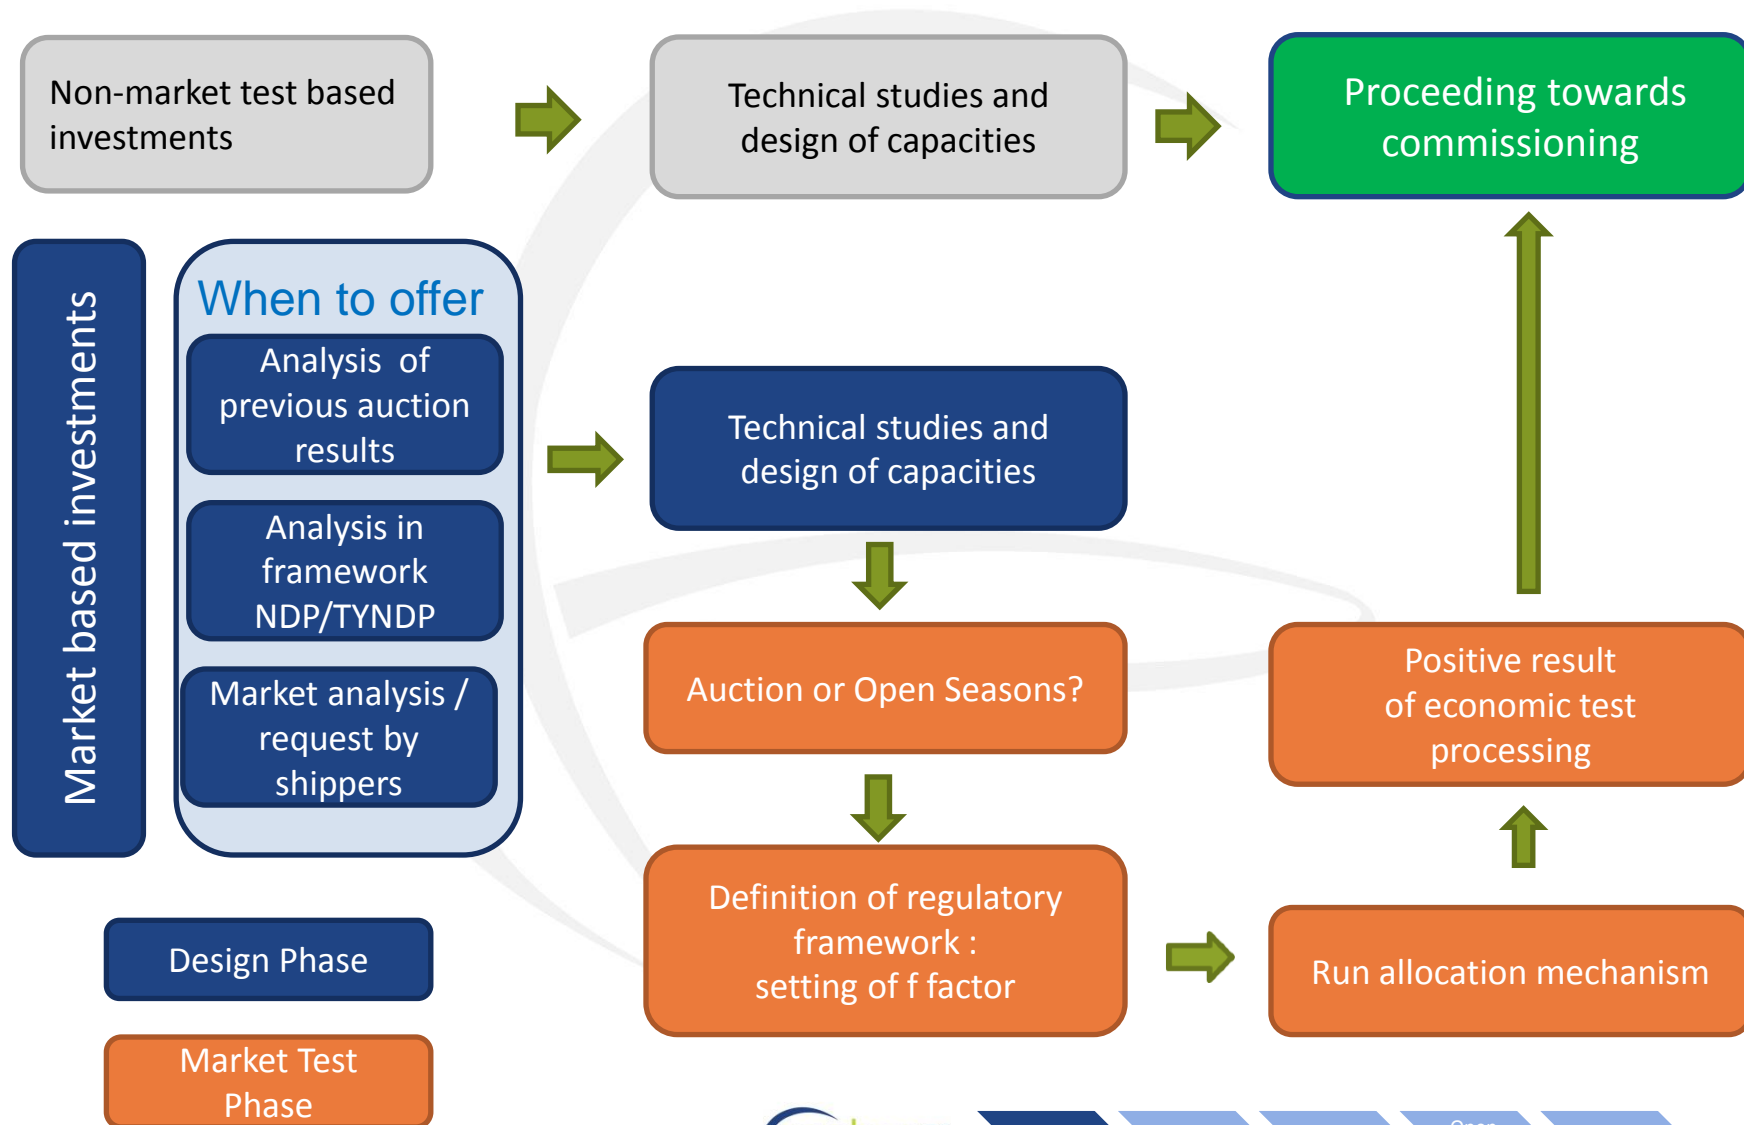 Non-market test based
investments
Technical studies and
design of capacities
Proceeding towards
commissioning
Market based investments
When to offer
Analysis of
previous auction
results
Analysis in
framework
NDP/TYNDP
Market analysis /
request by
shippers
Technical studies and
design of capacities
Auction or Open Seasons?
Definition of regulatory
framework :
setting of f factor
Run allocation mechanism
Positive result
of economic test
processing
Design Phase
Market Test
Phase
Open